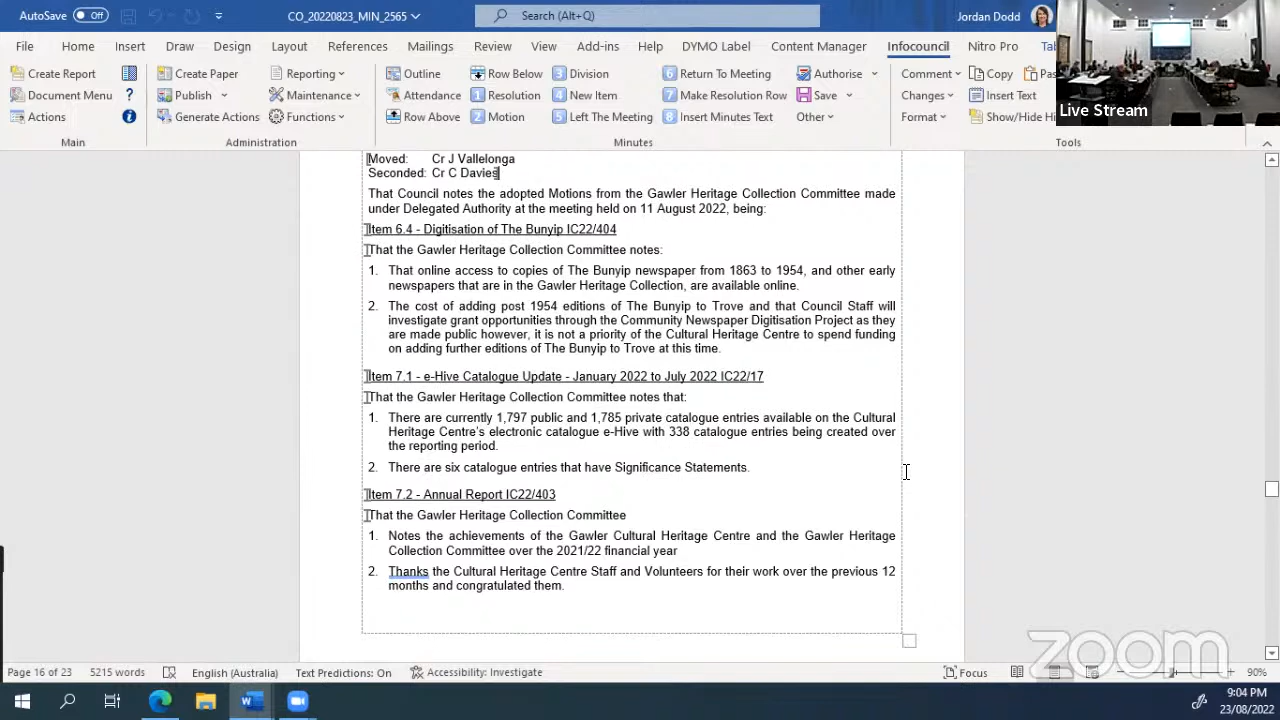 AutoSave Off CO_20220823_MIN_2565 Search (Alt+Q) Jordan Dodd
File Home Insert Draw Design Layout References Mailings Review View Add-ins Help DYMO Label Content Manager Infocouncil Nitro Pro
Create Report Create Paper Reporting Outline Row Below 3 Division 6 Return To Meeting Authorise Comment Copy
Document Menu ? Publish Maintenance Attendance 1 Resolution 4 New Item 7 Make Resolution Row Save Changes Insert Text
Actions Generate Actions Functions Row Above 2 Motion 5 Left The Meeting 8 Insert Minutes Text Other Format Show/Hide
Live Stream
Main Administration Minutes Tools
Moved: Cr J Vallelonga
Seconded: Cr C Davies
That Council notes the adopted Motions from the Gawler Heritage Collection Committee made
under Delegated Authority at the meeting held on 11 August 2022, being:
Item 6.4 - Digitisation of The Bunyip IC22/404
That the Gawler Heritage Collection Committee notes:
1. That online access to copies of The Bunyip newspaper from 1863 to 1954, and other early
newspapers that are in the Gawler Heritage Collection, are available online.
2. The cost of adding post 1954 editions of The Bunyip to Trove and that Council Staff will
investigate grant opportunities through the Community Newspaper Digitisation Project as they
are made public however, it is not a priority of the Cultural Heritage Centre to spend funding
on adding further editions of The Bunyip to Trove at this time.
Item 7.1 - e-Hive Catalogue Update - January 2022 to July 2022 IC22/17
That the Gawler Heritage Collection Committee notes that:
1. There are currently 1,797 public and 1,785 private catalogue entries available on the Cultural
Heritage Centre's electronic catalogue e-Hive with 338 catalogue entries being created over
the reporting period.
2. There are six catalogue entries that have Significance Statements.
Item 7.2 - Annual Report IC22/403
That the Gawler Heritage Collection Committee
1. Notes the achievements of the Gawler Cultural Heritage Centre and the Gawler Heritage
Collection Committee over the 2021/22 financial year
2. Thanks the Cultural Heritage Centre Staff and Volunteers for their work over the previous 12
months and congratulated them.
zoom
Page 16 of 23 5215 words English (Australia) Text Predictions: On Accessibility: Investigate Focus 90%
9:04 PM
23/08/2022